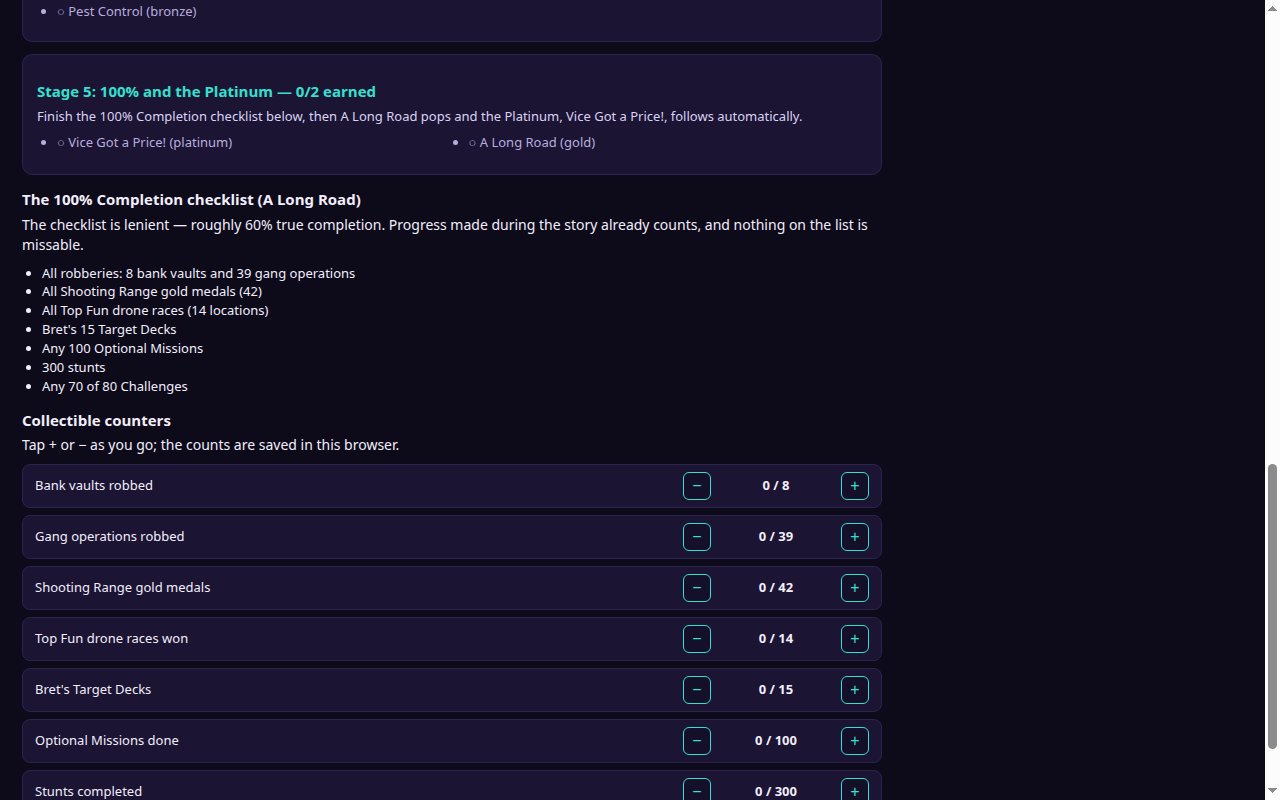 ○ Pest Control (bronze)
Stage 5: 100% and the Platinum — 0/2 earned
Finish the 100% Completion checklist below, then A Long Road pops and the Platinum, Vice Got a Price!, follows automatically.
○ Vice Got a Price! (platinum)
○ A Long Road (gold)
The 100% Completion checklist (A Long Road)
The checklist is lenient — roughly 60% true completion. Progress made during the story already counts, and nothing on the list is
missable.
All robberies: 8 bank vaults and 39 gang operations
All Shooting Range gold medals (42)
All Top Fun drone races (14 locations)
Bret's 15 Target Decks
Any 100 Optional Missions
300 stunts
Any 70 of 80 Challenges
Collectible counters
Tap + or − as you go; the counts are saved in this browser.
Bank vaults robbed − 0 / 8 +
Gang operations robbed − 0 / 39 +
Shooting Range gold medals − 0 / 42 +
Top Fun drone races won − 0 / 14 +
Bret's Target Decks − 0 / 15 +
Optional Missions done − 0 / 100 +
Stunts completed − 0 / 300 +